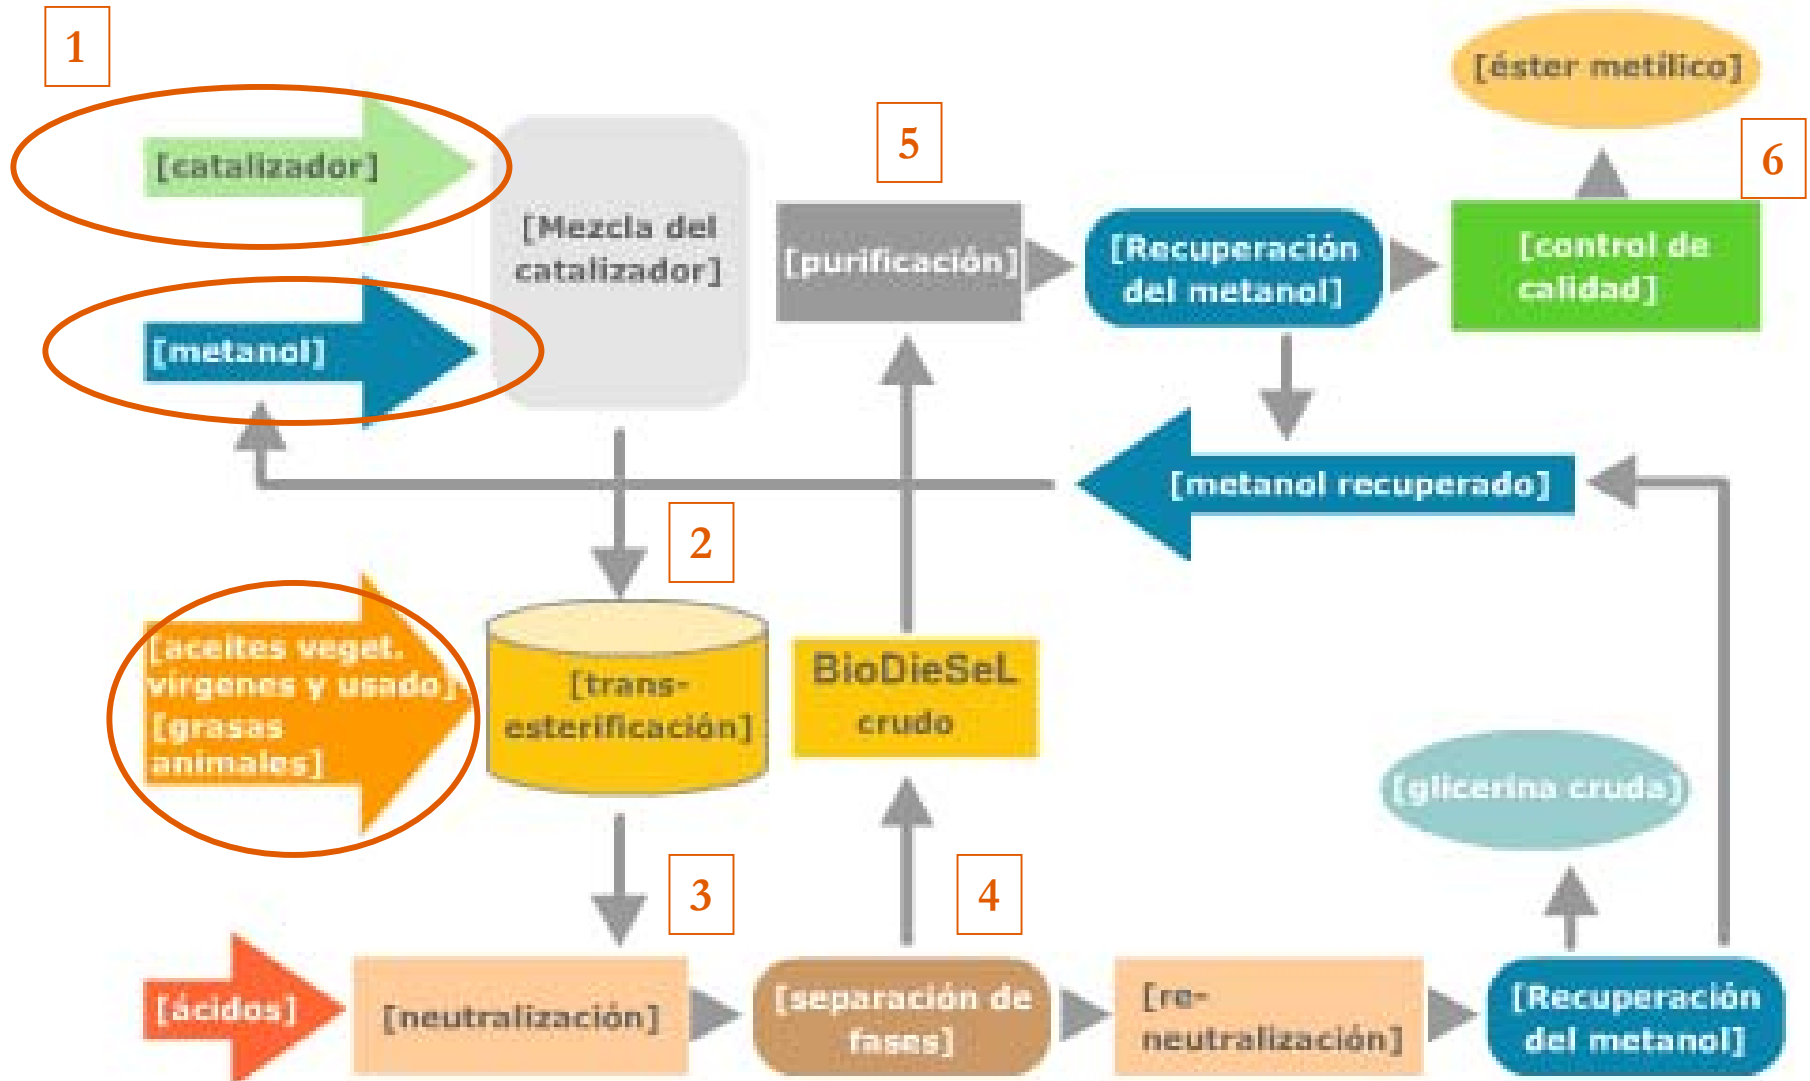 1
[catalizador]
[metanol]
[Mezcla del
catalizador]
5
[purificación]
[Recuperación
del metanol]
[éster metílico]
6
[control de
calidad]
[metanol recuperado]
2
[aceites veget.
vírgenes y usado]
[grasas
animales]
[trans-
esterificación]
BioDieSeL
crudo
[glicerina cruda]
3
4
[ácidos]
[neutralización]
[separación de
fases]
[re-
neutralización]
[Recuperación
del metanol]